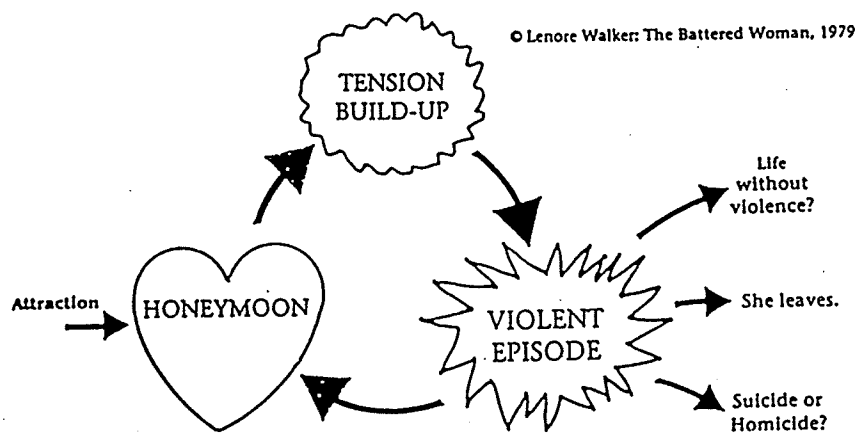 © Lenore Walker: The Battered Woman, 1979
TENSION
BUILD-UP
Life
without
violence?
Attraction
HONEYMOON
VIOLENT
EPISODE
She leaves.
Suicide or
Homicide?